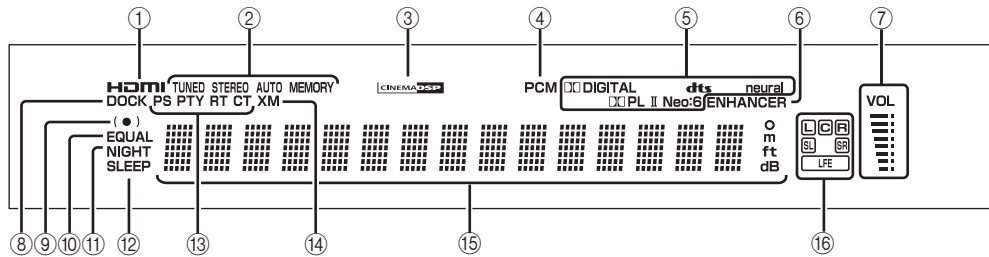 ① ② ③ ④ ⑤ ⑥ ⑦
HDMI TUNED STEREO AUTO MEMORY CINEMA DSP PCM DIGITAL dts neural
DOCK PS PTY RT CT XM PL II Neo:6 ENHANCER VOL
EQUAL
NIGHT
SLEEP
o
m
ft
dB
L C R
SL SR
LFE
⑧ ⑨ ⑩ ⑪ ⑫ ⑬ ⑭ ⑮ ⑯